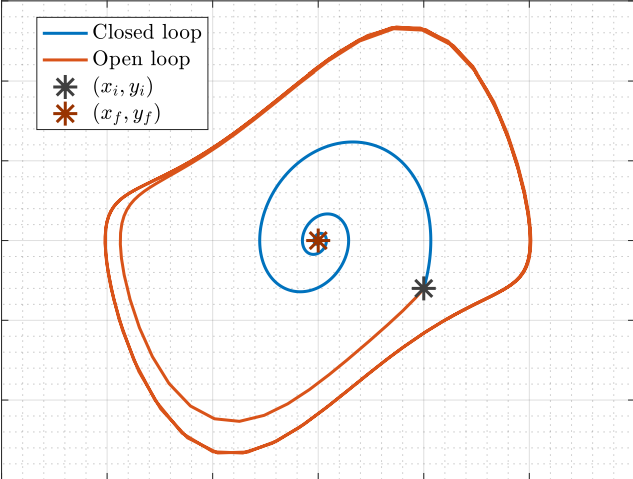 Closed loop
Open loop
(x_i, y_i)
(x_f, y_f)